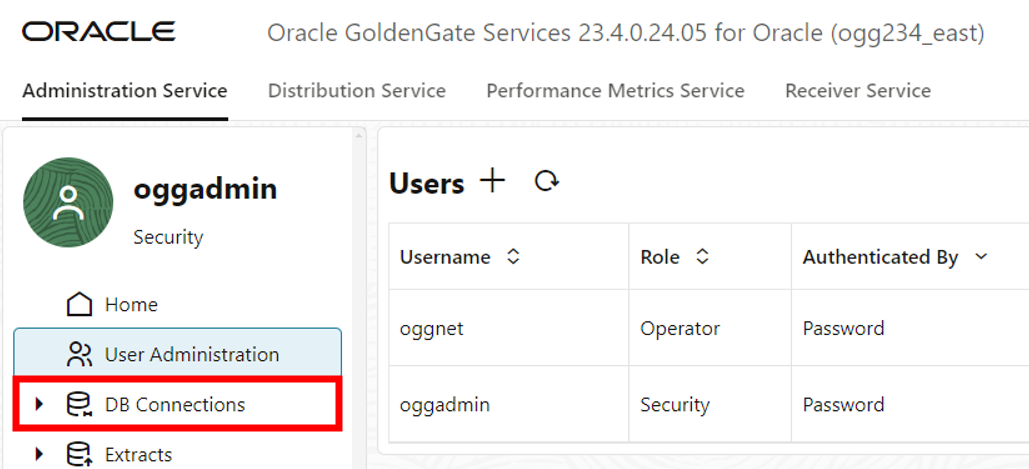 ORACLE Oracle GoldenGate Services 23.4.0.24.05 for Oracle (ogg234_east)
Administration Service Distribution Service Performance Metrics Service Receiver Service
oggadmin
Security
Home
User Administration
DB Connections
Extracts
Users
Username Role Authenticated By
oggnet Operator Password
oggadmin Security Password